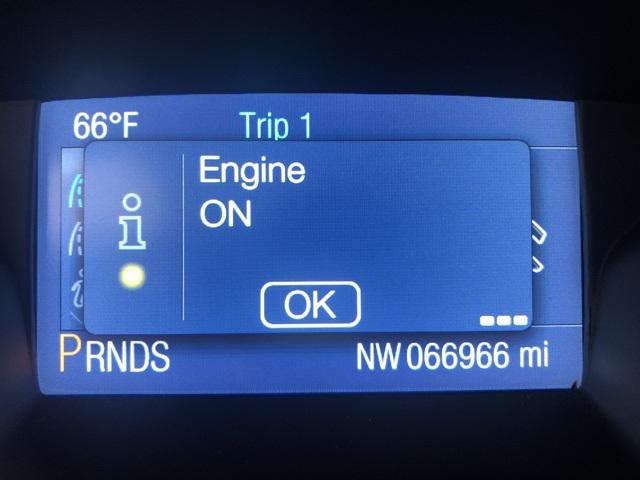 66°F Trip 1
Engine
ON
OK
PRNDS NW 066966 mi